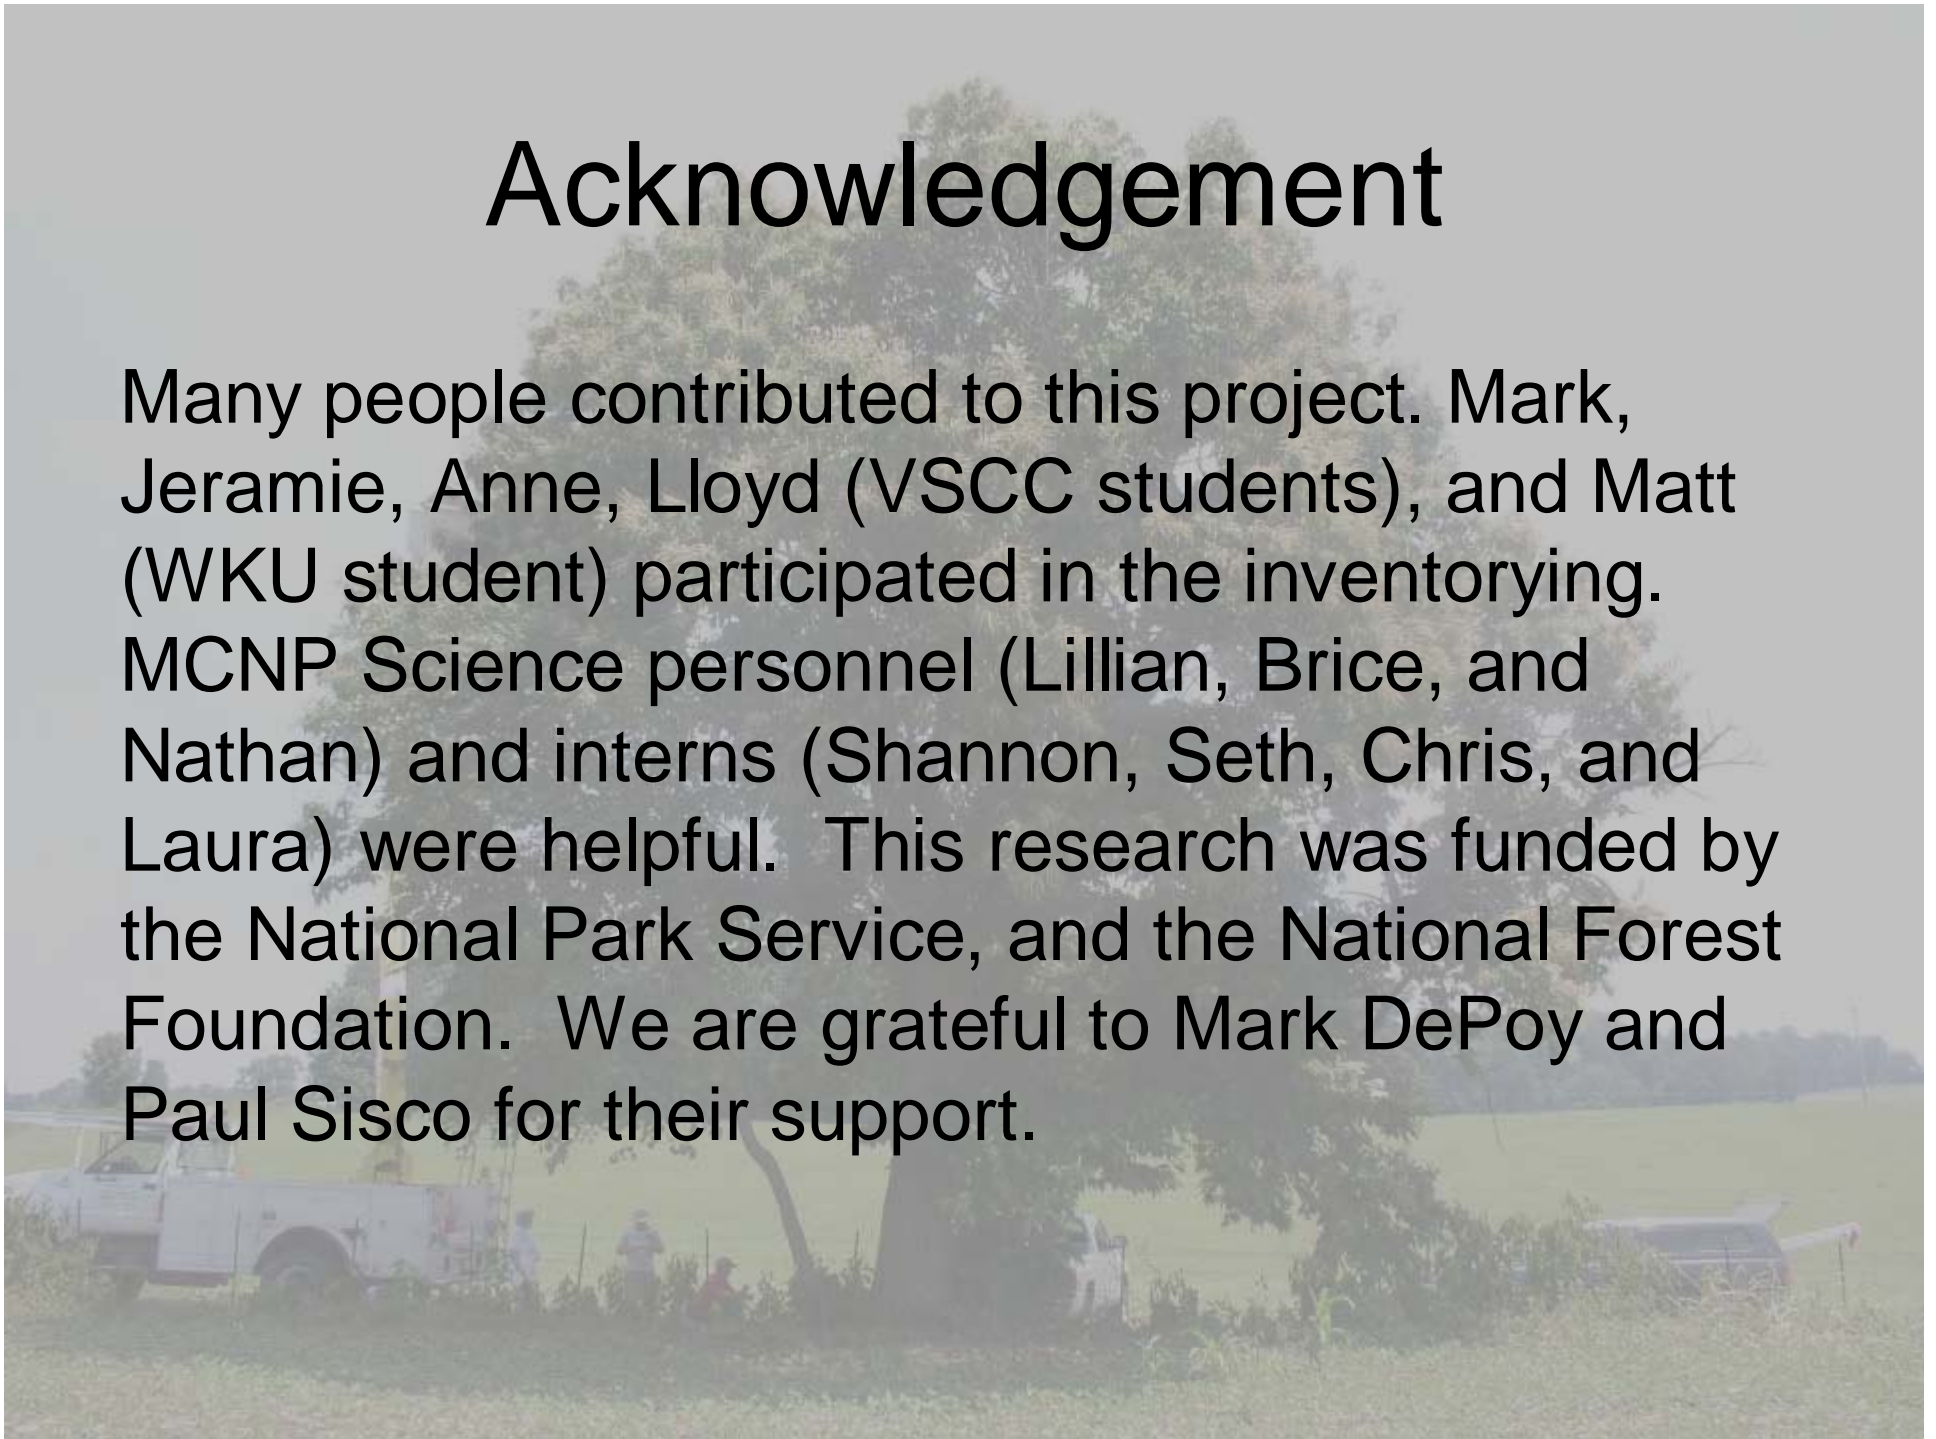 Acknowledgement
Many people contributed to this project. Mark,
Jeramie, Anne, Lloyd (VSCC students), and Matt
(WKU student) participated in the inventorying.
MCNP Science personnel (Lillian, Brice, and
Nathan) and interns (Shannon, Seth, Chris, and
Laura) were helpful.  This research was funded by
the National Park Service, and the National Forest
Foundation.  We are grateful to Mark DePoy and
Paul Sisco for their support.